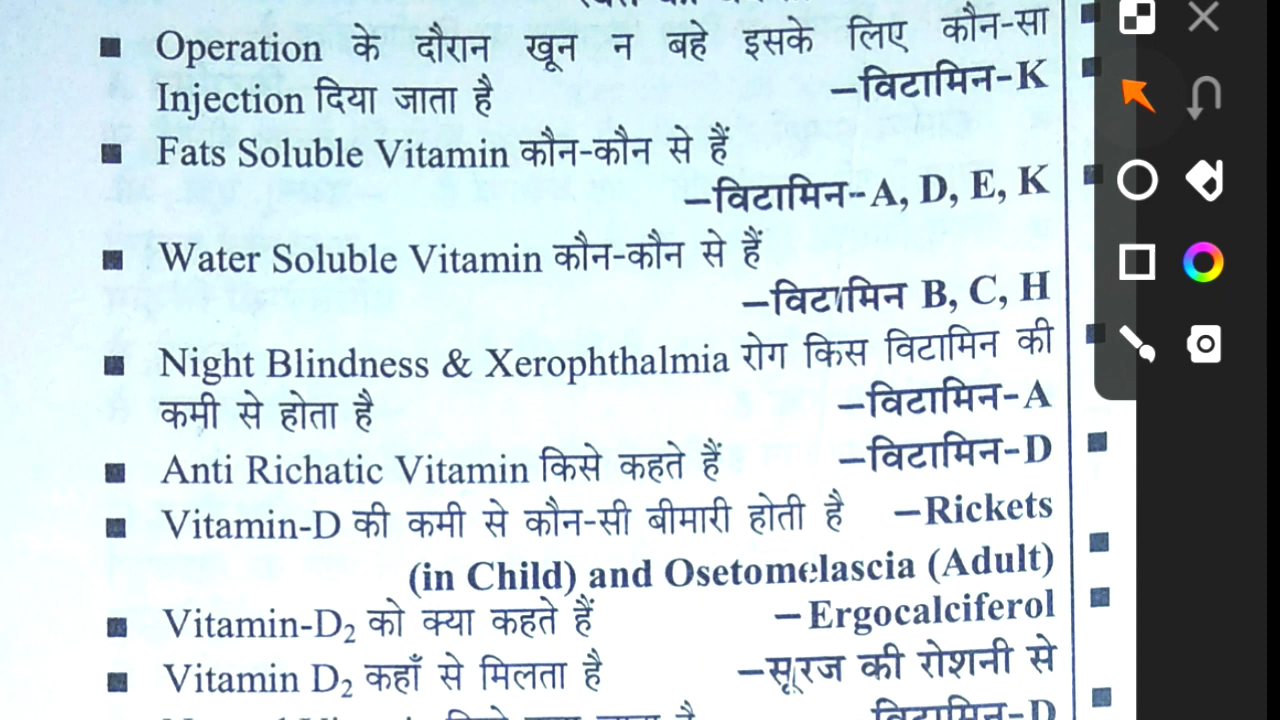 Operation के दौरान खून न बहे इसके लिए कौन-सा
Injection दिया जाता है –विटामिन-K
Fats Soluble Vitamin कौन-कौन से हैं
–विटामिन-A, D, E, K
Water Soluble Vitamin कौन-कौन से हैं
–विटामिन B, C, H
Night Blindness & Xerophthalmia रोग किस विटामिन की
कमी से होता है –विटामिन-A
Anti Richatic Vitamin किसे कहते हैं –विटामिन-D
Vitamin-D की कमी से कौन-सी बीमारी होती है –Rickets
(in Child) and Osetomelascia (Adult)
Vitamin-D₂ को क्या कहते हैं –Ergocalciferol
Vitamin D₂ कहाँ से मिलता है –सूरज की रोशनी से
विटामिन-D